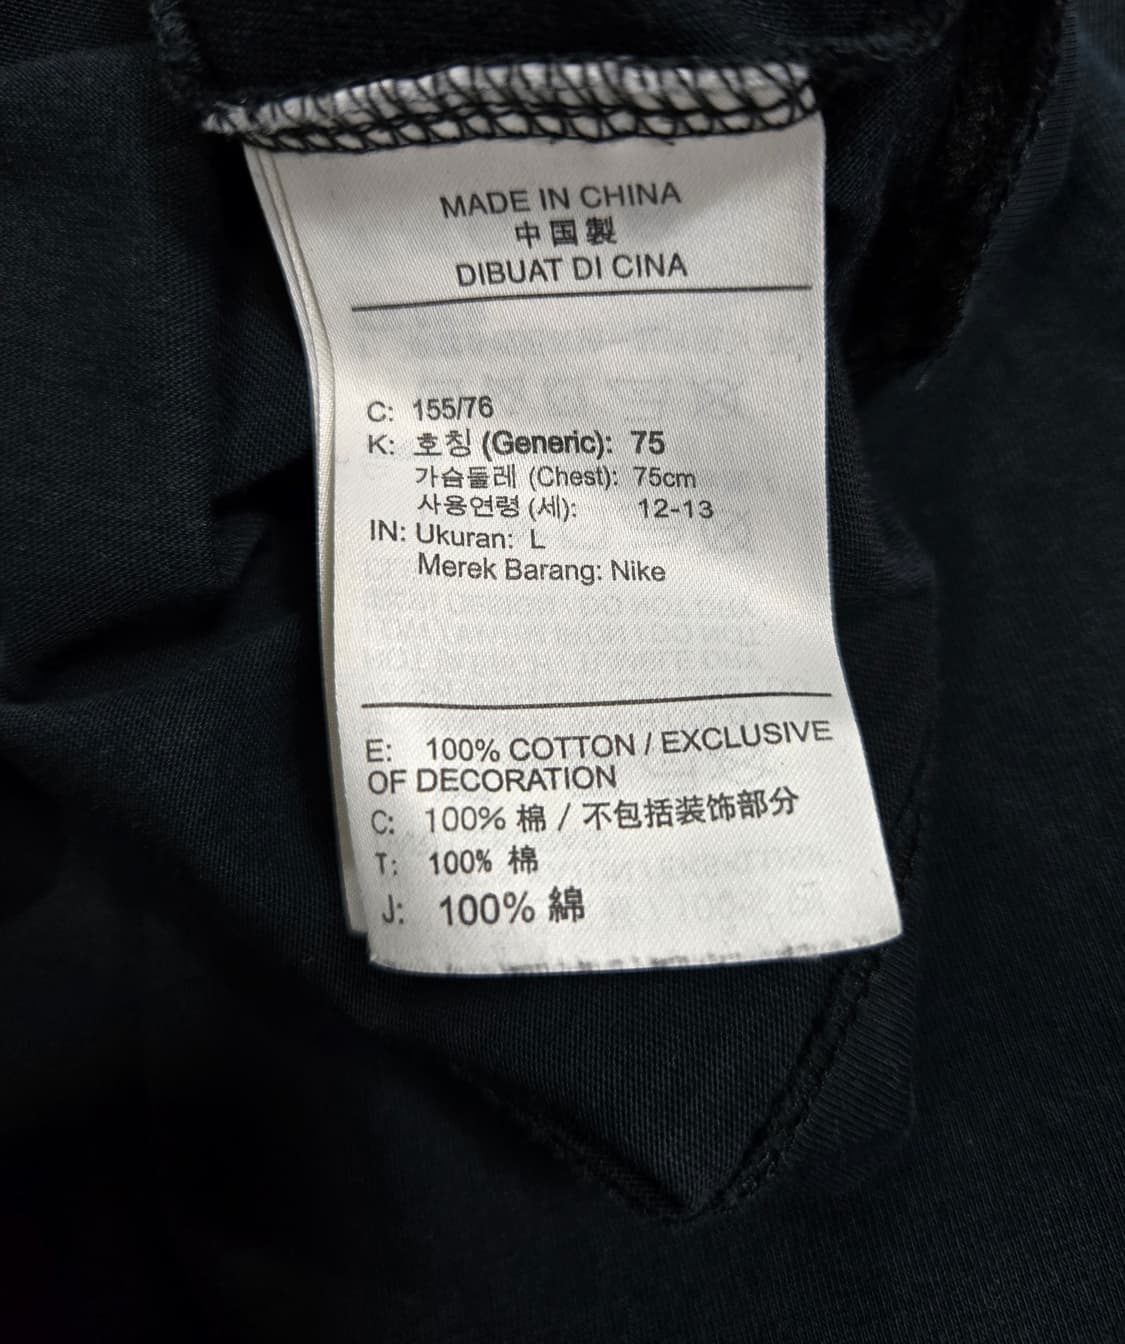 MADE IN CHINA
中国製
DIBUAT DI CINA
C: 155/76
K: 호칭 (Generic): 75
가슴둘레 (Chest): 75cm
사용연령 (세): 12-13
IN: Ukuran: L
Merek Barang: Nike
E: 100% COTTON / EXCLUSIVE
OF DECORATION
C: 100% 棉 / 不包括装饰部分
T: 100% 棉
J: 100% 綿